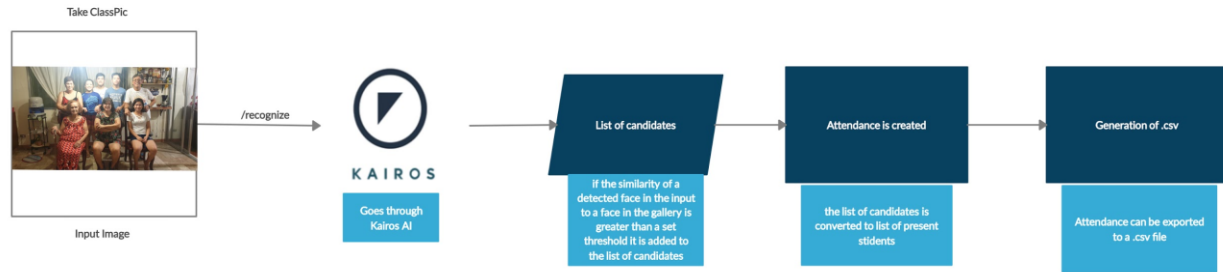 Take ClassPic
Input Image
/recognize
KAIROS
Goes through
Kairos AI
List of candidates
if the similarity of a
detected face in the input
to a face in the gallery is
greater than a set
threshold it is added to
the list of candidates
Attendance is created
the list of candidates is
converted to list of present
stidents
Generation of .csv
Attendance can be exported
to a .csv file